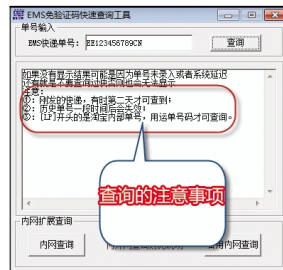 EMS免验证码快速查询工具
单号输入
EMS快递单号:
EE123456789CN
查询
如果没有显示结果可能是因为单号未录入或者系统延迟
注意:
①: 刚发的快递,有时第二天才可查到;
②: 历史单号一段时间后会失效;
③: [LP]开头的是淘宝内部单号,用运单号码才可查询。
查询的注意事项
内网扩展查询
内网查询
内网查询